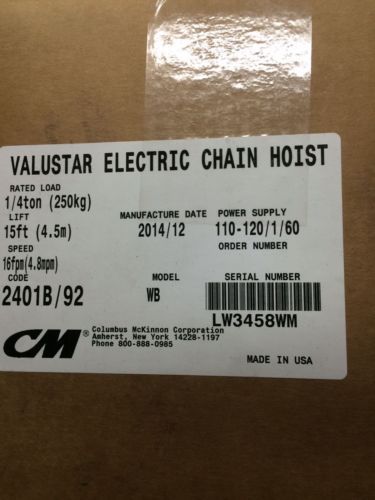 VALUSTAR ELECTRIC CHAIN HOIST
RATED LOAD
1/4ton (250kg)
LIFT
15ft (4.5m)
SPEED
16fpm(4.8mpm)
CODE
2401B/92
MANUFACTURE DATE
2014/12
POWER SUPPLY
110-120/1/60
ORDER NUMBER
MODEL
WB
SERIAL NUMBER
LW3458WM
CM®
Columbus McKinnon Corporation
Amherst, New York 14228-1197
Phone 800-888-0985
MADE IN USA